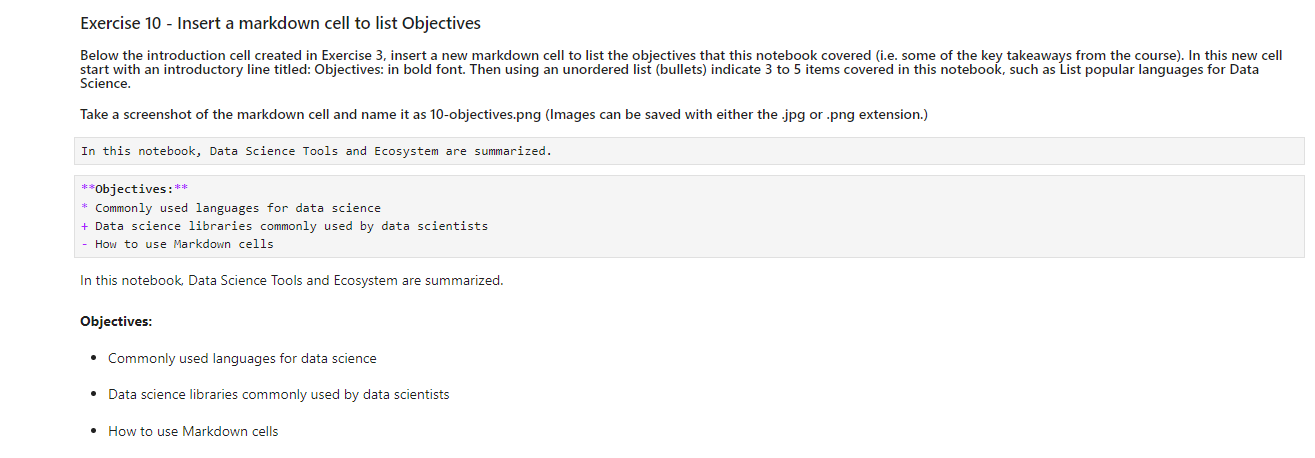 Exercise 10 - Insert a markdown cell to list Objectives
Below the introduction cell created in Exercise 3, insert a new markdown cell to list the objectives that this notebook covered (i.e. some of the key takeaways from the course). In this new cell
start with an introductory line titled: Objectives: in bold font. Then using an unordered list (bullets) indicate 3 to 5 items covered in this notebook, such as List popular languages for Data
Science.
Take a screenshot of the markdown cell and name it as 10-objectives.png (Images can be saved with either the .jpg or .png extension.)
In this notebook, Data Science Tools and Ecosystem are summarized.
**Objectives:**
* Commonly used languages for data science
+ Data science libraries commonly used by data scientists
- How to use Markdown cells
In this notebook, Data Science Tools and Ecosystem are summarized.
Objectives:
• Commonly used languages for data science
• Data science libraries commonly used by data scientists
• How to use Markdown cells